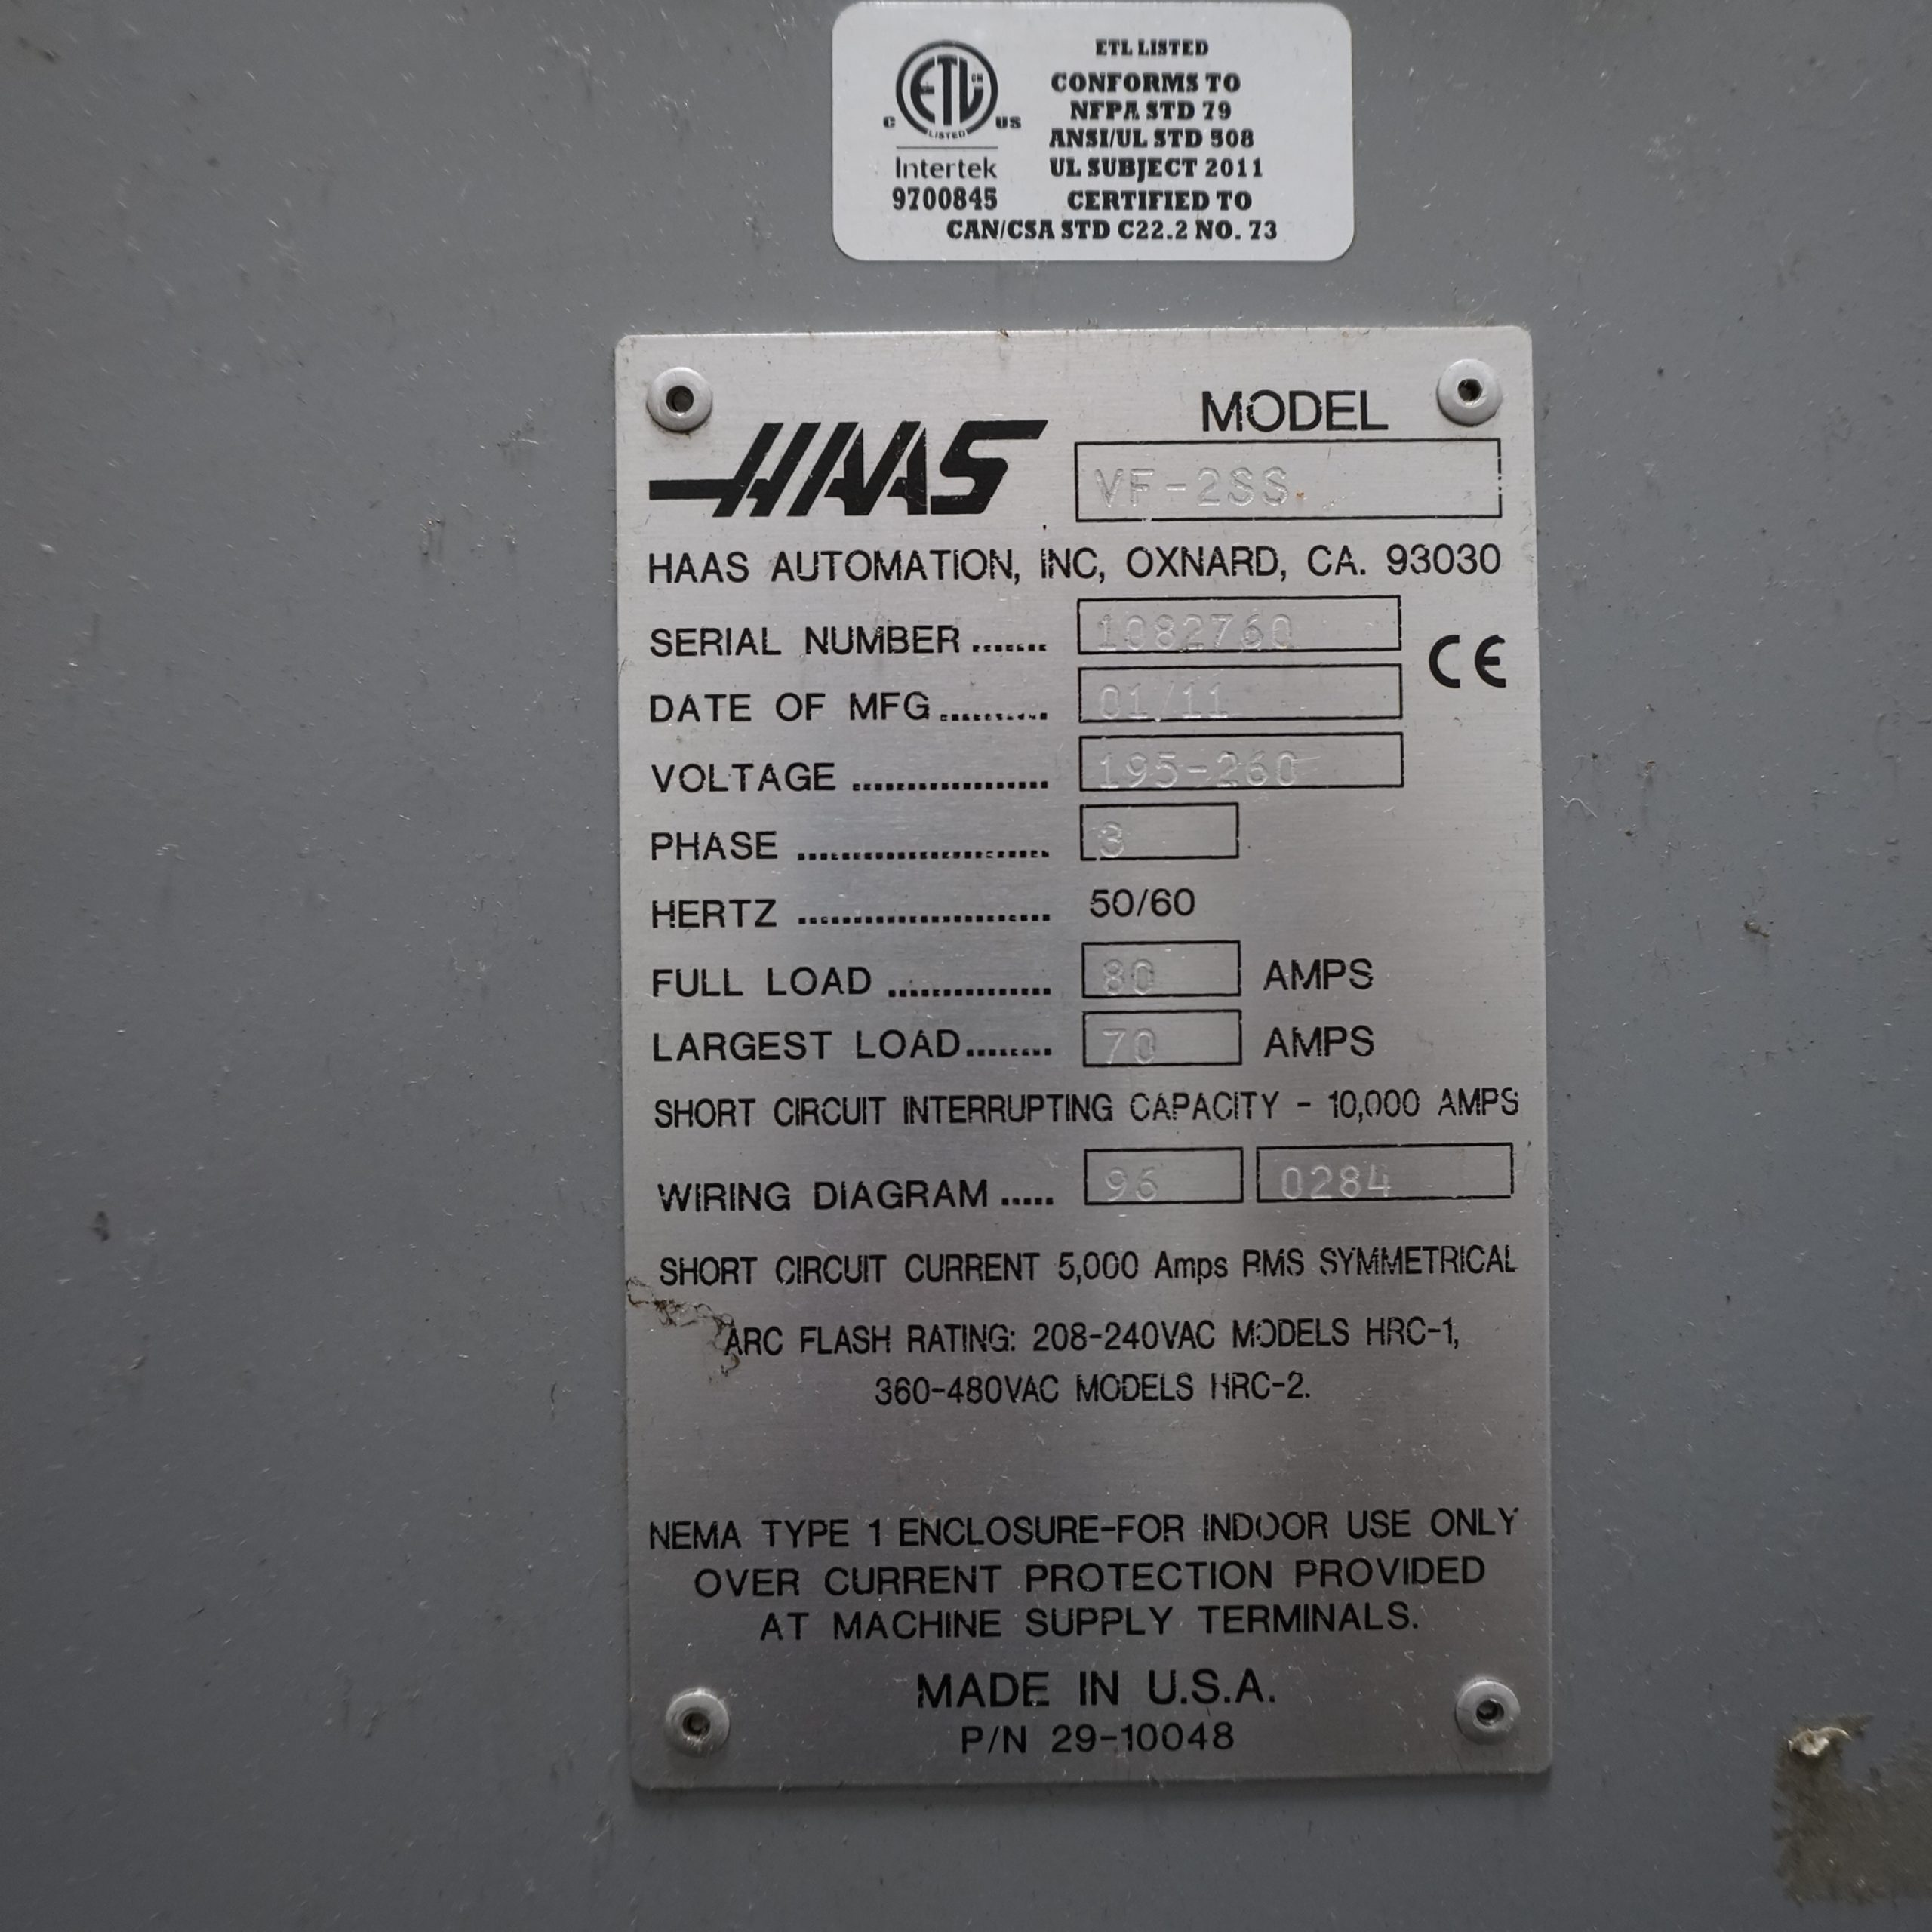 ETL LISTED
CONFORMS TO
NFPA STD 79
ANSI/UL STD 508
UL SUBJECT 2011
CERTIFIED TO
CAN/CSA STD C22.2 NO. 73
ETL CM
LISTED
C US
Intertek
9700845
HAAS
MODEL
VF-2SS
HAAS AUTOMATION, INC, OXNARD, CA. 93030
SERIAL NUMBER ....... 1082760
CE
DATE OF MFG .......... 01/11
VOLTAGE .................. 195-260
PHASE ....................... 3
HERTZ ....................... 50/60
FULL LOAD ............... 80 AMPS
LARGEST LOAD ........ 70 AMPS
SHORT CIRCUIT INTERRUPTING CAPACITY - 10,000 AMPS
WIRING DIAGRAM ..... 96 0284
SHORT CIRCUIT CURRENT 5,000 Amps RMS SYMMETRICAL
ARC FLASH RATING: 208-240VAC MODELS HRC-1,
360-480VAC MODELS HRC-2.
NEMA TYPE 1 ENCLOSURE-FOR INDOOR USE ONLY
OVER CURRENT PROTECTION PROVIDED
AT MACHINE SUPPLY TERMINALS.
MADE IN U.S.A.
P/N 29-10048